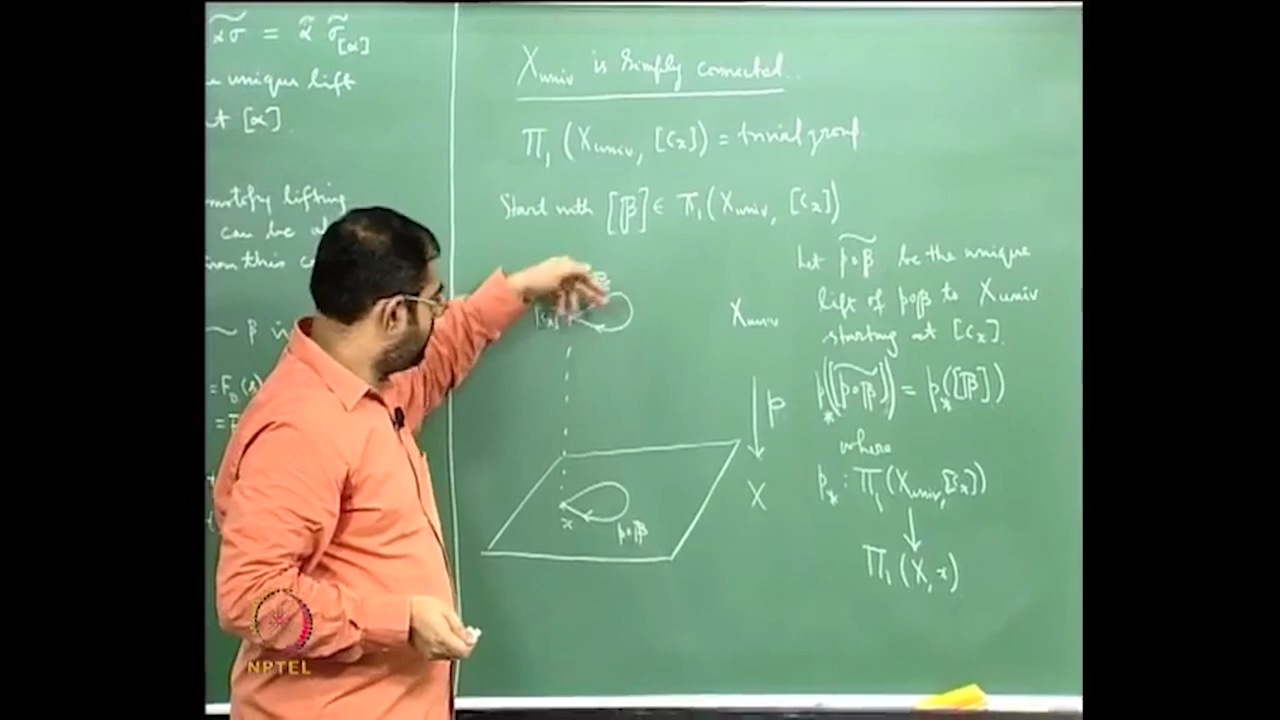 α̃σ = α̃ σ̃_[α]
unique lift
[α].
lifting
can be
X_univ is simply connected.
π₁(X_univ, [c_x]) = trivial group
Start with [β] ∈ π₁(X_univ, [c_x])
Let p∘β̃ be the unique
lift of p∘β to X_univ
starting at [c_x].
p_*([p∘β̃]) = p_*([β])
where
p_* : π₁(X_univ, [c_x])
↓
π₁(X, x)
[c_x]
X_univ
↓ p
X
x
p∘β
NPTEL